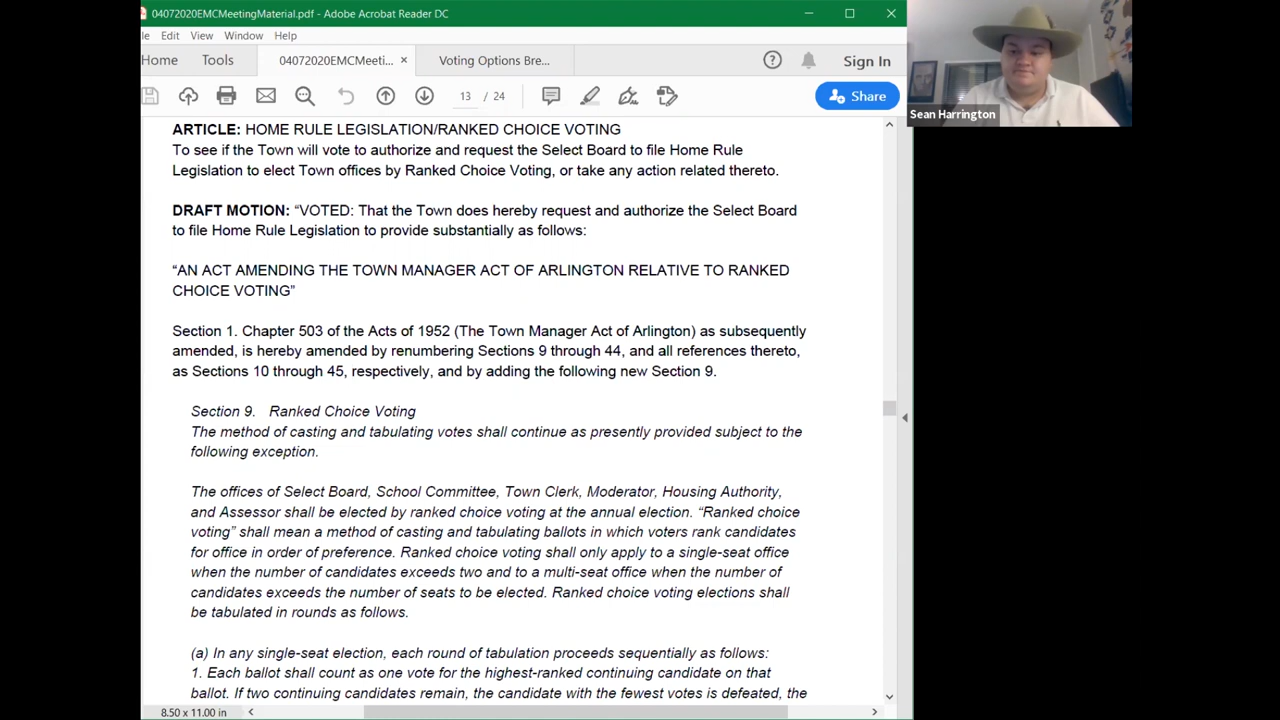 04072020EMCMeetingMaterial.pdf - Adobe Acrobat Reader DC
le Edit View Window Help
Home Tools 04072020EMCMeeti... × Voting Options Bre... Sign In
13 / 24 Share
Sean Harrington
ARTICLE: HOME RULE LEGISLATION/RANKED CHOICE VOTING
To see if the Town will vote to authorize and request the Select Board to file Home Rule
Legislation to elect Town offices by Ranked Choice Voting, or take any action related thereto.
DRAFT MOTION: “VOTED: That the Town does hereby request and authorize the Select Board
to file Home Rule Legislation to provide substantially as follows:
“AN ACT AMENDING THE TOWN MANAGER ACT OF ARLINGTON RELATIVE TO RANKED
CHOICE VOTING”
Section 1. Chapter 503 of the Acts of 1952 (The Town Manager Act of Arlington) as subsequently
amended, is hereby amended by renumbering Sections 9 through 44, and all references thereto,
as Sections 10 through 45, respectively, and by adding the following new Section 9.
Section 9. Ranked Choice Voting
The method of casting and tabulating votes shall continue as presently provided subject to the
following exception.
The offices of Select Board, School Committee, Town Clerk, Moderator, Housing Authority,
and Assessor shall be elected by ranked choice voting at the annual election. “Ranked choice
voting” shall mean a method of casting and tabulating ballots in which voters rank candidates
for office in order of preference. Ranked choice voting shall only apply to a single-seat office
when the number of candidates exceeds two and to a multi-seat office when the number of
candidates exceeds the number of seats to be elected. Ranked choice voting elections shall
be tabulated in rounds as follows.
(a) In any single-seat election, each round of tabulation proceeds sequentially as follows:
1. Each ballot shall count as one vote for the highest-ranked continuing candidate on that
ballot. If two continuing candidates remain, the candidate with the fewest votes is defeated, the
8.50 x 11.00 in